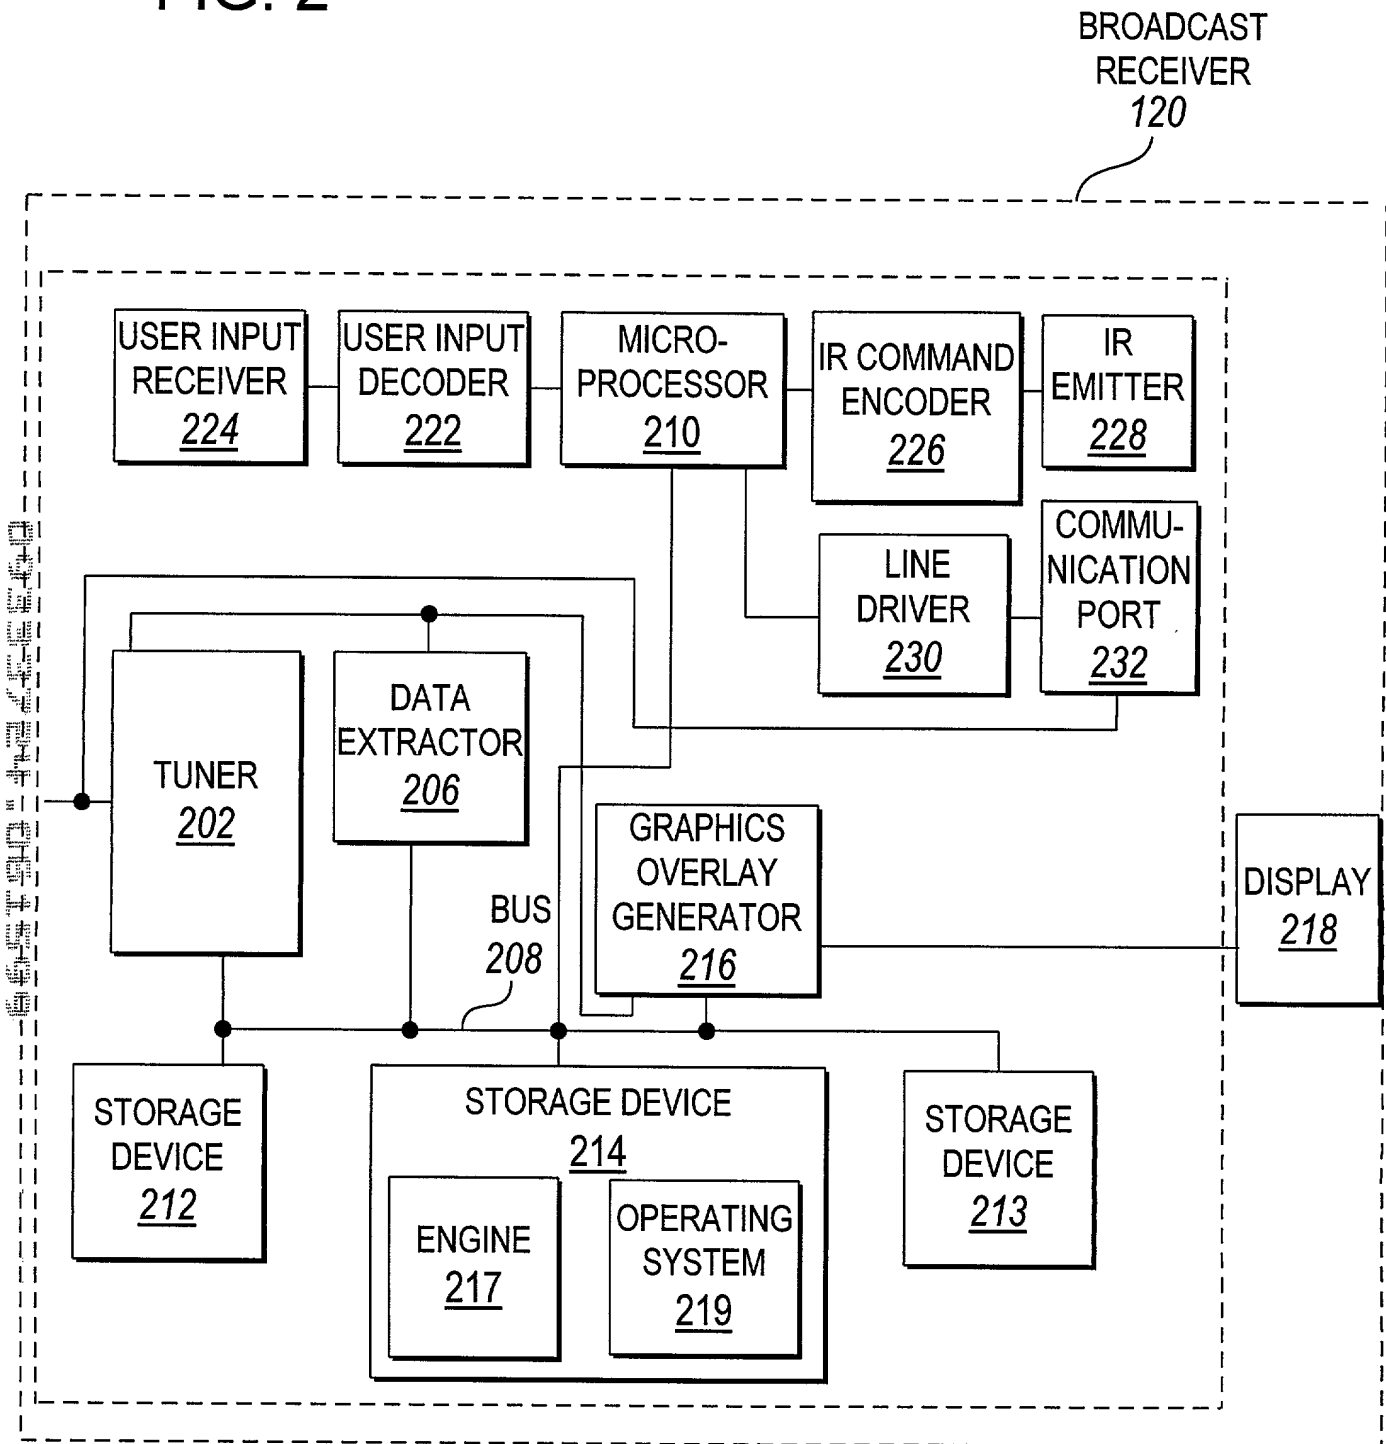 FIG. 2
BROADCAST
RECEIVER
120
USER INPUT
RECEIVER
224
USER INPUT
DECODER
222
MICRO-
PROCESSOR
210
IR COMMAND
ENCODER
226
IR
EMITTER
228
LINE
DRIVER
230
COMMU-
NICATION
PORT
232
TUNER
202
DATA
EXTRACTOR
206
GRAPHICS
OVERLAY
GENERATOR
216
DISPLAY
218
BUS
208
STORAGE
DEVICE
212
STORAGE DEVICE
214
ENGINE
217
OPERATING
SYSTEM
219
STORAGE
DEVICE
213